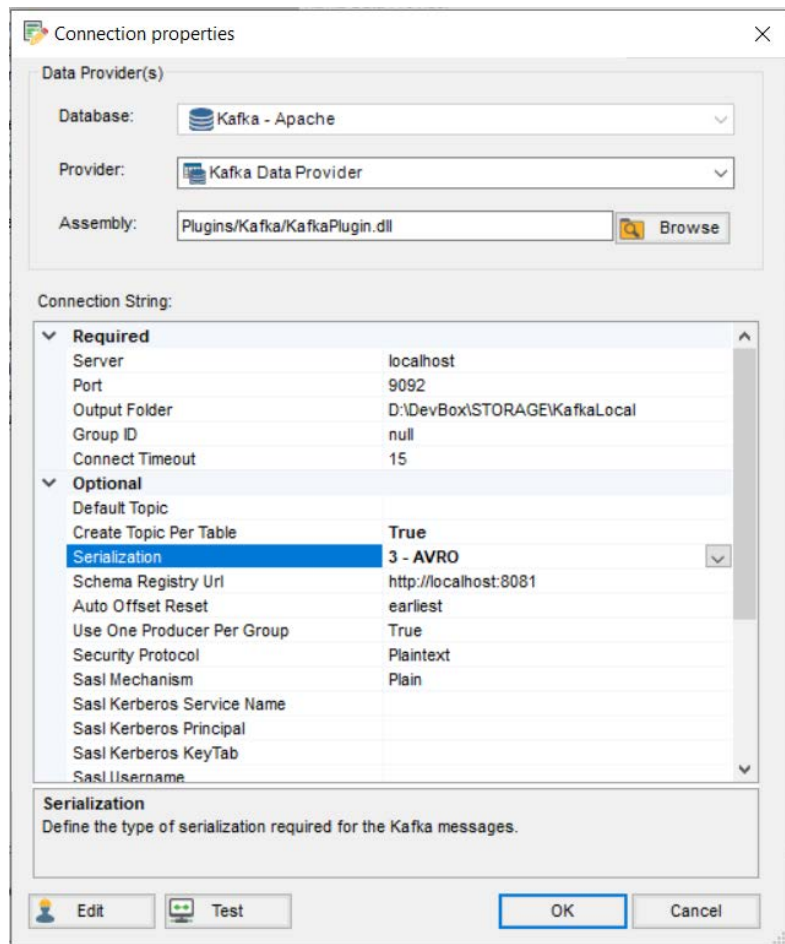 Connection properties
Data Provider(s)
Database: Kafka - Apache
Provider: Kafka Data Provider
Assembly: Plugins/Kafka/KafkaPlugin.dll Browse
Connection String:
Required
Server localhost
Port 9092
Output Folder D:\DevBox\STORAGE\KafkaLocal
Group ID null
Connect Timeout 15
Optional
Default Topic
Create Topic Per Table True
Serialization 3 - AVRO
Schema Registry Url http://localhost:8081
Auto Offset Reset earliest
Use One Producer Per Group True
Security Protocol Plaintext
Sasl Mechanism Plain
Sasl Kerberos Service Name
Sasl Kerberos Principal
Sasl Kerberos KeyTab
Sasl Username
Serialization
Define the type of serialization required for the Kafka messages.
Edit Test OK Cancel